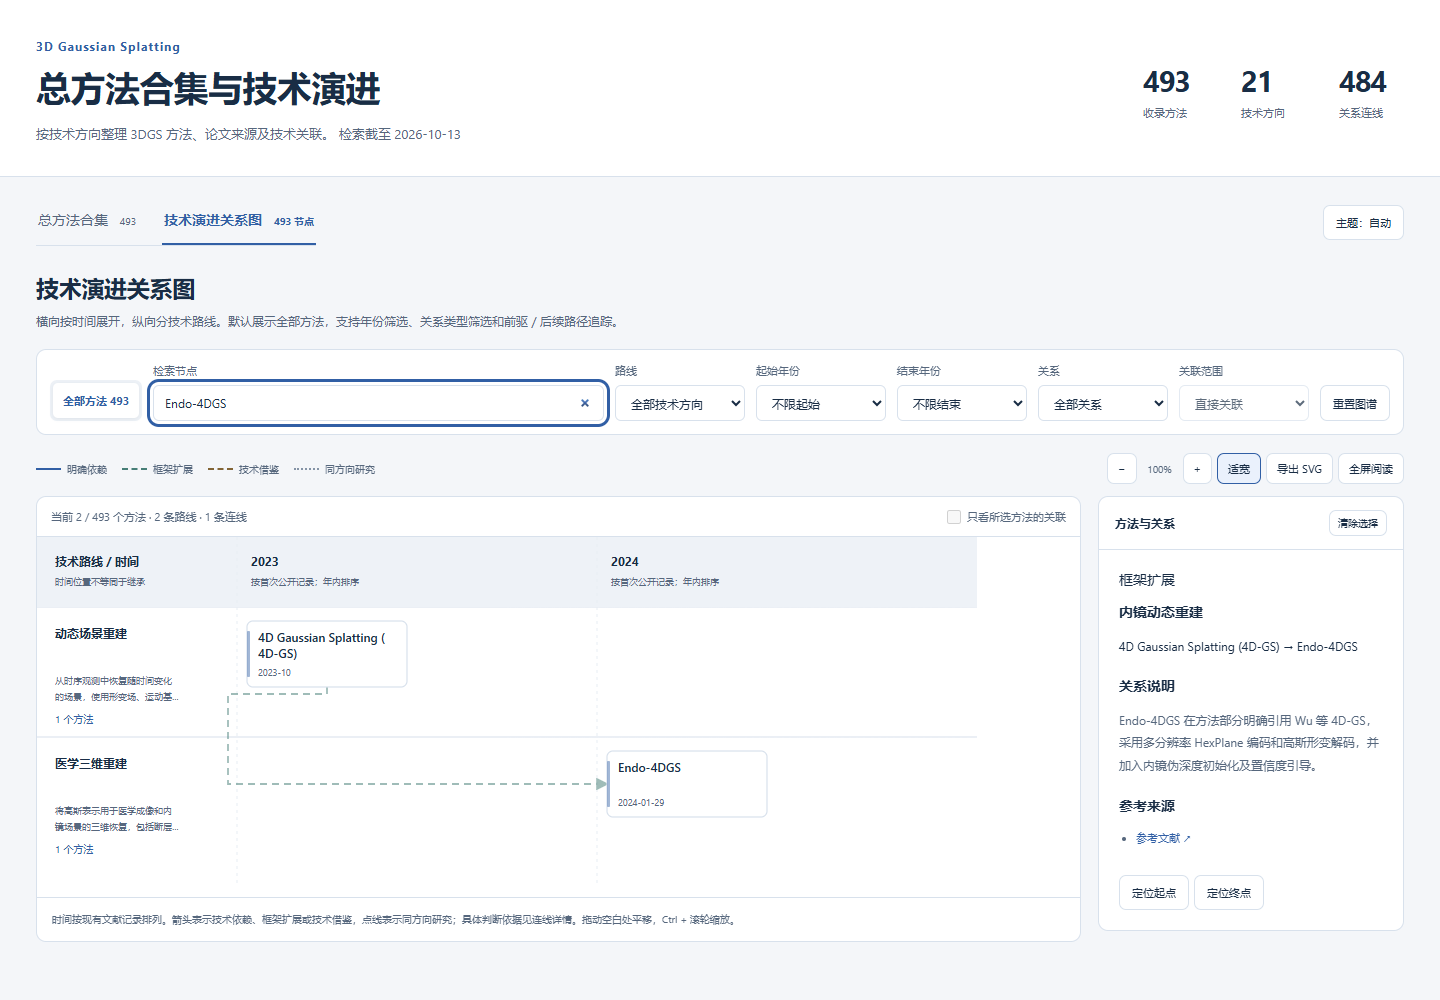 3D Gaussian Splatting
总方法合集与技术演进
按技术方向整理 3DGS 方法、论文来源及技术关联。 检索截至 2026-10-13
493
收录方法
21
技术方向
484
关系连线
总方法合集 493
技术演进关系图 493 节点
主题：自动
技术演进关系图
横向按时间展开，纵向分技术路线。默认展示全部方法，支持年份筛选、关系类型筛选和前驱 / 后续路径追踪。
全部方法 493
检索节点
Endo-4DGS
×
路线
全部技术方向
起始年份
不限起始
结束年份
不限结束
关系
全部关系
关联范围
直接关联
重置图谱
明确依赖
框架扩展
技术借鉴
同方向研究
−
100%
+
适宽
导出 SVG
全屏阅读
当前 2 / 493 个方法 · 2 条路线 · 1 条连线
只看所选方法的关联
技术路线 / 时间
时间位置不等同于继承
2023
按首次公开记录；年内排序
2024
按首次公开记录；年内排序
动态场景重建
从时序观测中恢复随时间变化
的场景，使用形变场、运动基...
1 个方法
4D Gaussian Splatting (
4D-GS)
2023-10
医学三维重建
将高斯表示用于医学成像和内
镜场景的三维恢复，包括断层...
1 个方法
Endo-4DGS
2024-01-29
时间按现有文献记录排列。箭头表示技术依赖、框架扩展或技术借鉴，点线表示同方向研究；具体判断依据见连线详情。拖动空白处平移，Ctrl + 滚轮缩放。
方法与关系
清除选择
框架扩展
内镜动态重建
4D Gaussian Splatting (4D-GS) → Endo-4DGS
关系说明
Endo-4DGS 在方法部分明确引用 Wu 等 4D-GS，
采用多分辨率 HexPlane 编码和高斯形变解码，并
加入内镜伪深度初始化及置信度引导。
参考来源
参考文献 ↗
定位起点
定位终点